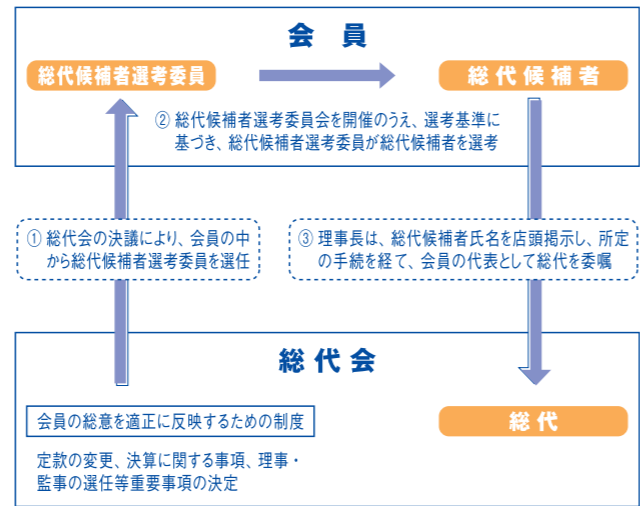 会員
総代候補者選考委員
総代候補者
② 総代候補者選考委員会を開催のうえ、選考基準に
基づき、総代候補者選考委員が総代候補者を選考
① 総代会の決議により、会員の中
から総代候補者選考委員を選任
③ 理事長は、総代候補者氏名を店頭掲示し、所定
の手続を経て、会員の代表として総代を委嘱
総代会
会員の総意を適正に反映するための制度
総代
定款の変更、決算に関する事項、理事・
監事の選任等重要事項の決定